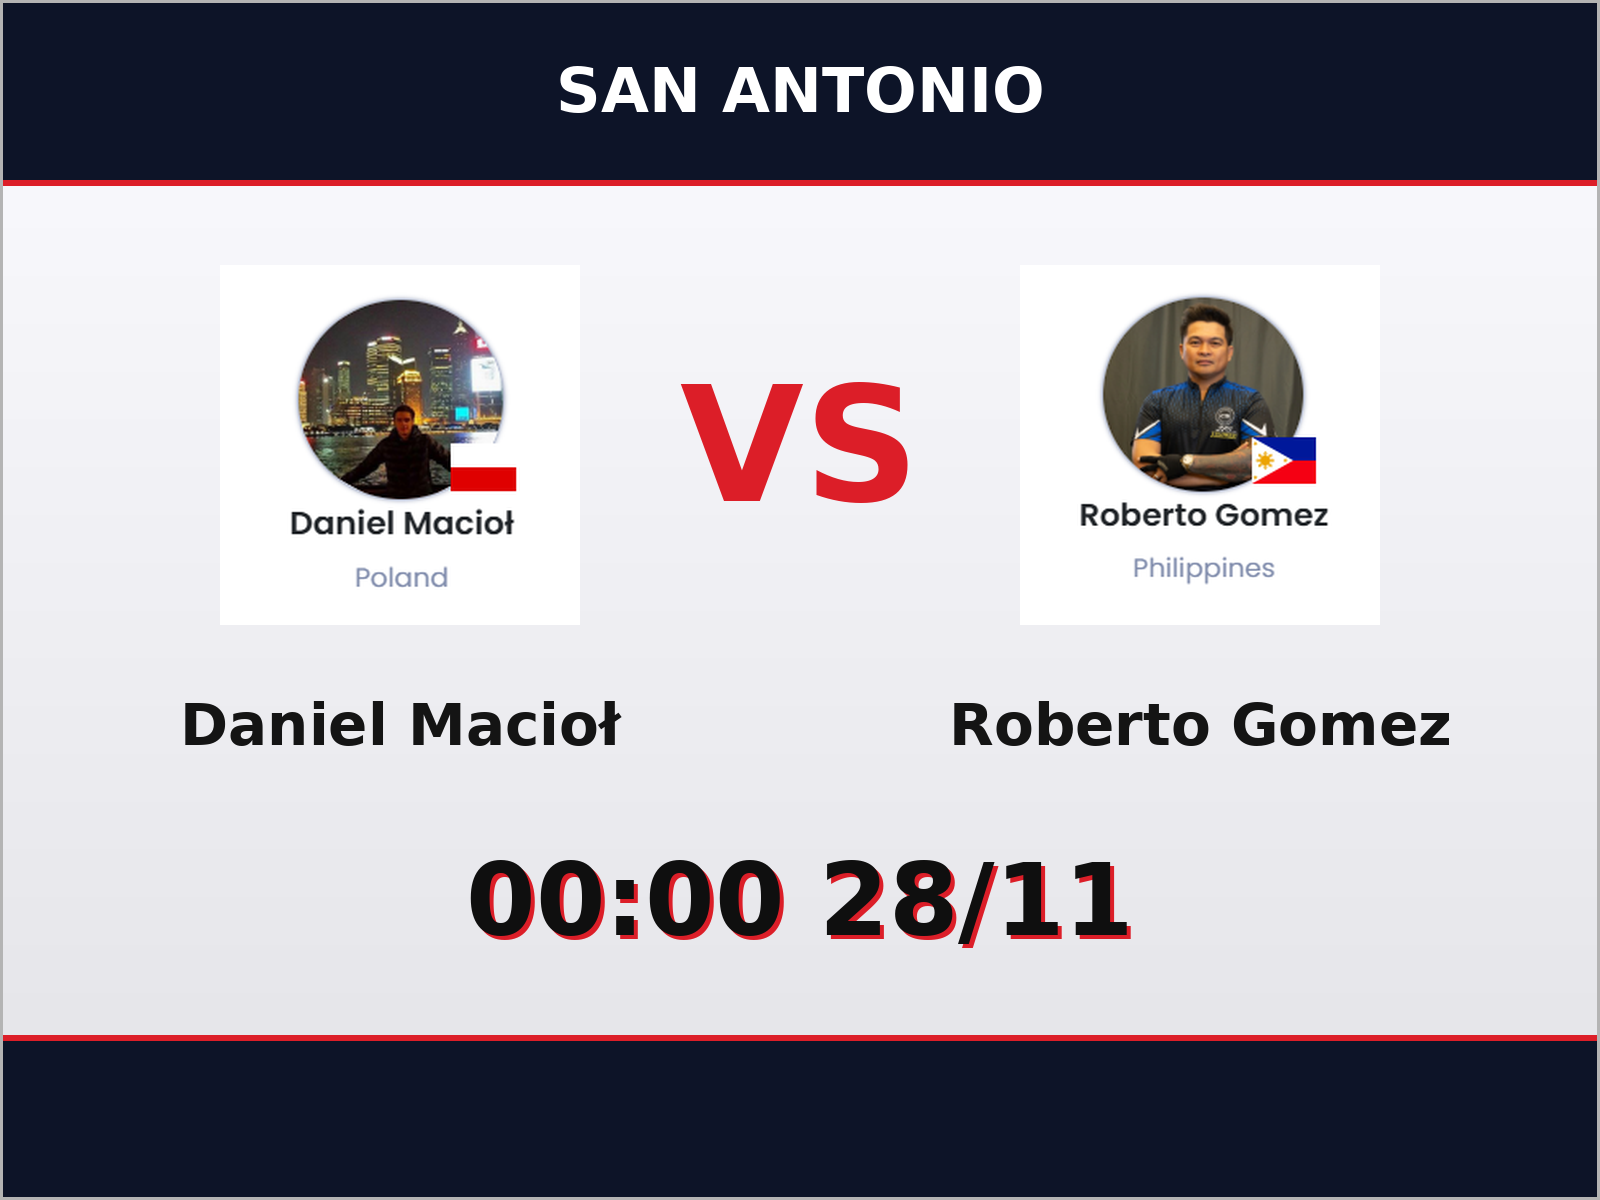 SAN ANTONIO
VS
Daniel Macioł
Poland
Roberto Gomez
Philippines
Daniel Macioł
Roberto Gomez
00:00 28/11